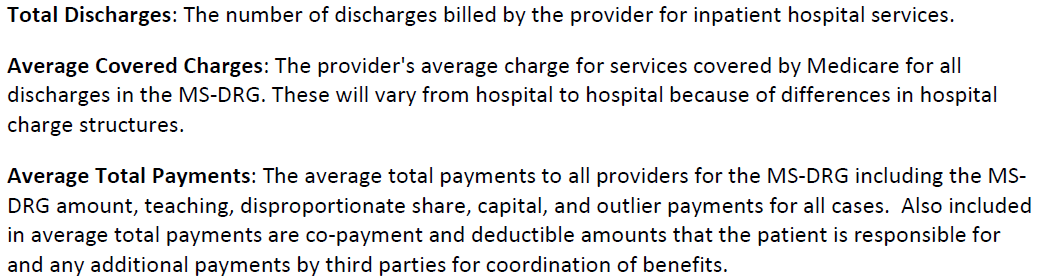 Total Discharges: The number of discharges billed by the provider for inpatient hospital services.
Average Covered Charges: The provider's average charge for services covered by Medicare for all
discharges in the MS-DRG. These will vary from hospital to hospital because of differences in hospital
charge structures.
Average Total Payments: The average total payments to all providers for the MS-DRG including the MS-
DRG amount, teaching, disproportionate share, capital, and outlier payments for all cases.  Also included
in average total payments are co-payment and deductible amounts that the patient is responsible for
and any additional payments by third parties for coordination of benefits.